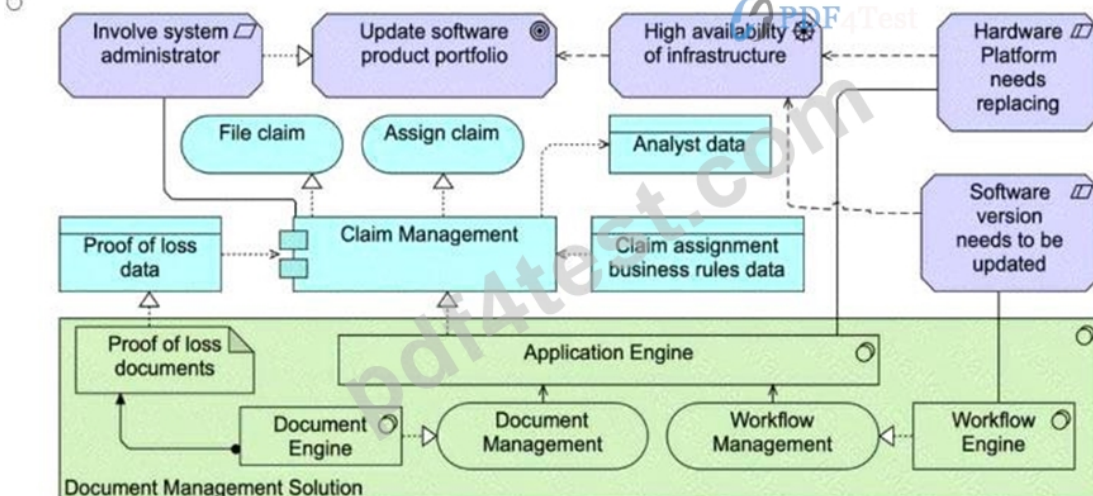 PDF4Test
Involve system
administrator
Update software
product portfolio
High availability
of infrastructure
Hardware
Platform
needs
replacing
File claim
Assign claim
Analyst data
Software
version
needs to be
updated
Proof of loss
data
Claim Management
Claim assignment
business rules data
Proof of loss
documents
Application Engine
Document
Engine
Document
Management
Workflow
Management
Workflow
Engine
Document Management Solution
pdf4test.com